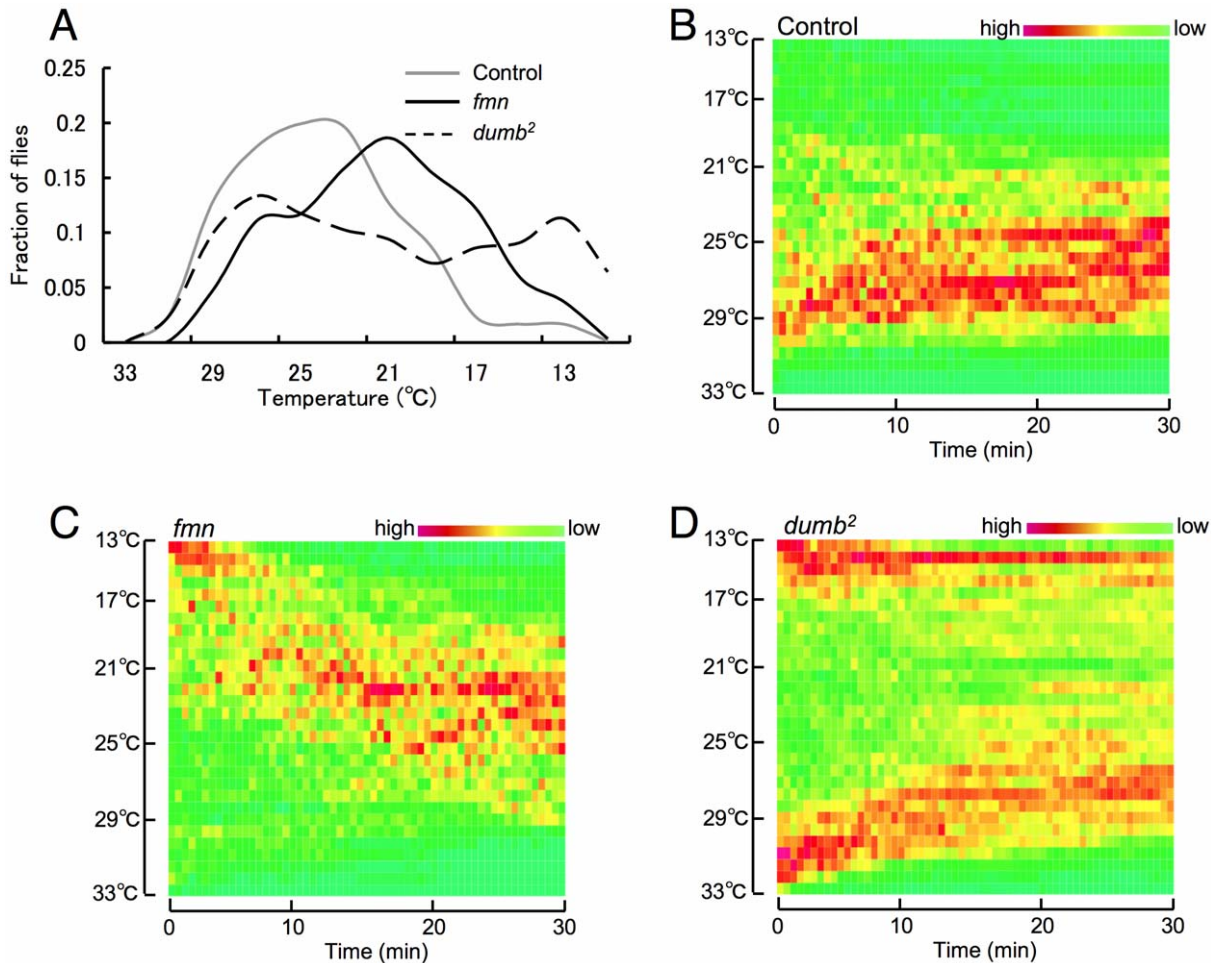 A
0.25
0.2
0.15
0.1
0.05
0
Fraction of flies
33 29 25 21 17 13
Temperature (°C)
Control
fmn
dumb²
B
Control
high low
13°C
17°C
21°C
25°C
29°C
33°C
0 10 20 30
Time (min)
C
fmn
high low
13°C
17°C
21°C
25°C
29°C
33°C
0 10 20 30
Time (min)
D
dumb²
high low
13°C
17°C
21°C
25°C
29°C
33°C
0 10 20 30
Time (min)